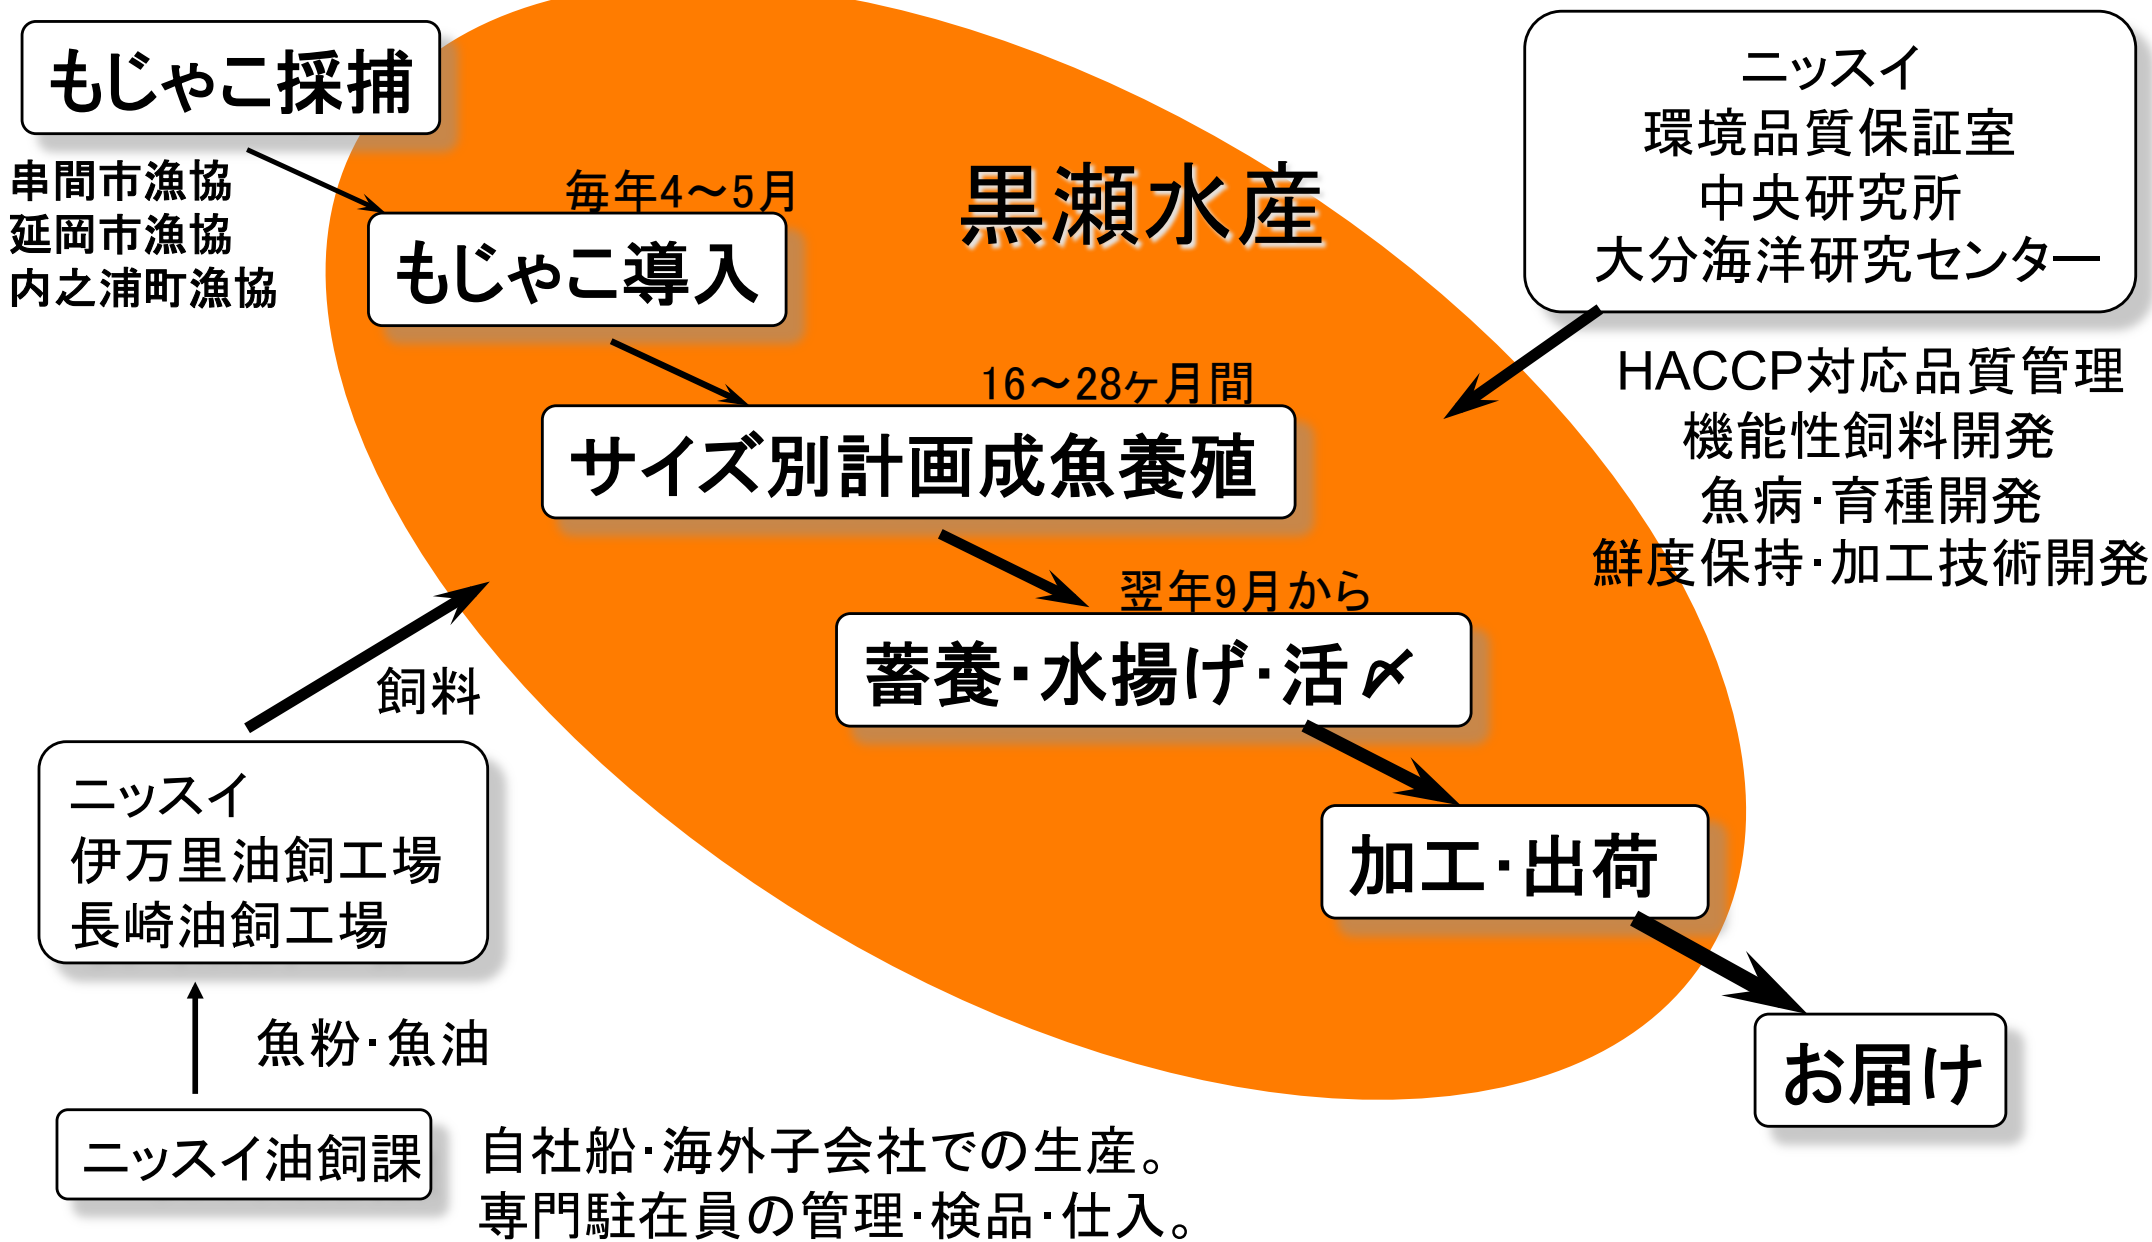 もじゃこ採捕
串間市漁協
延岡市漁協
内之浦町漁協
毎年4～5月
もじゃこ導入
黒瀬水産
ニッスイ
環境品質保証室
中央研究所
大分海洋研究センター
HACCP対応品質管理
機能性飼料開発
魚病・育種開発
鮮度保持・加工技術開発
16～28ヶ月間
サイズ別計画成魚養殖
翌年9月から
蓄養・水揚げ・活〆
飼料
ニッスイ
伊万里油飼工場
長崎油飼工場
加工・出荷
魚粉・魚油
お届け
ニッスイ油飼課
自社船・海外子会社での生産。
専門駐在員の管理・検品・仕入。